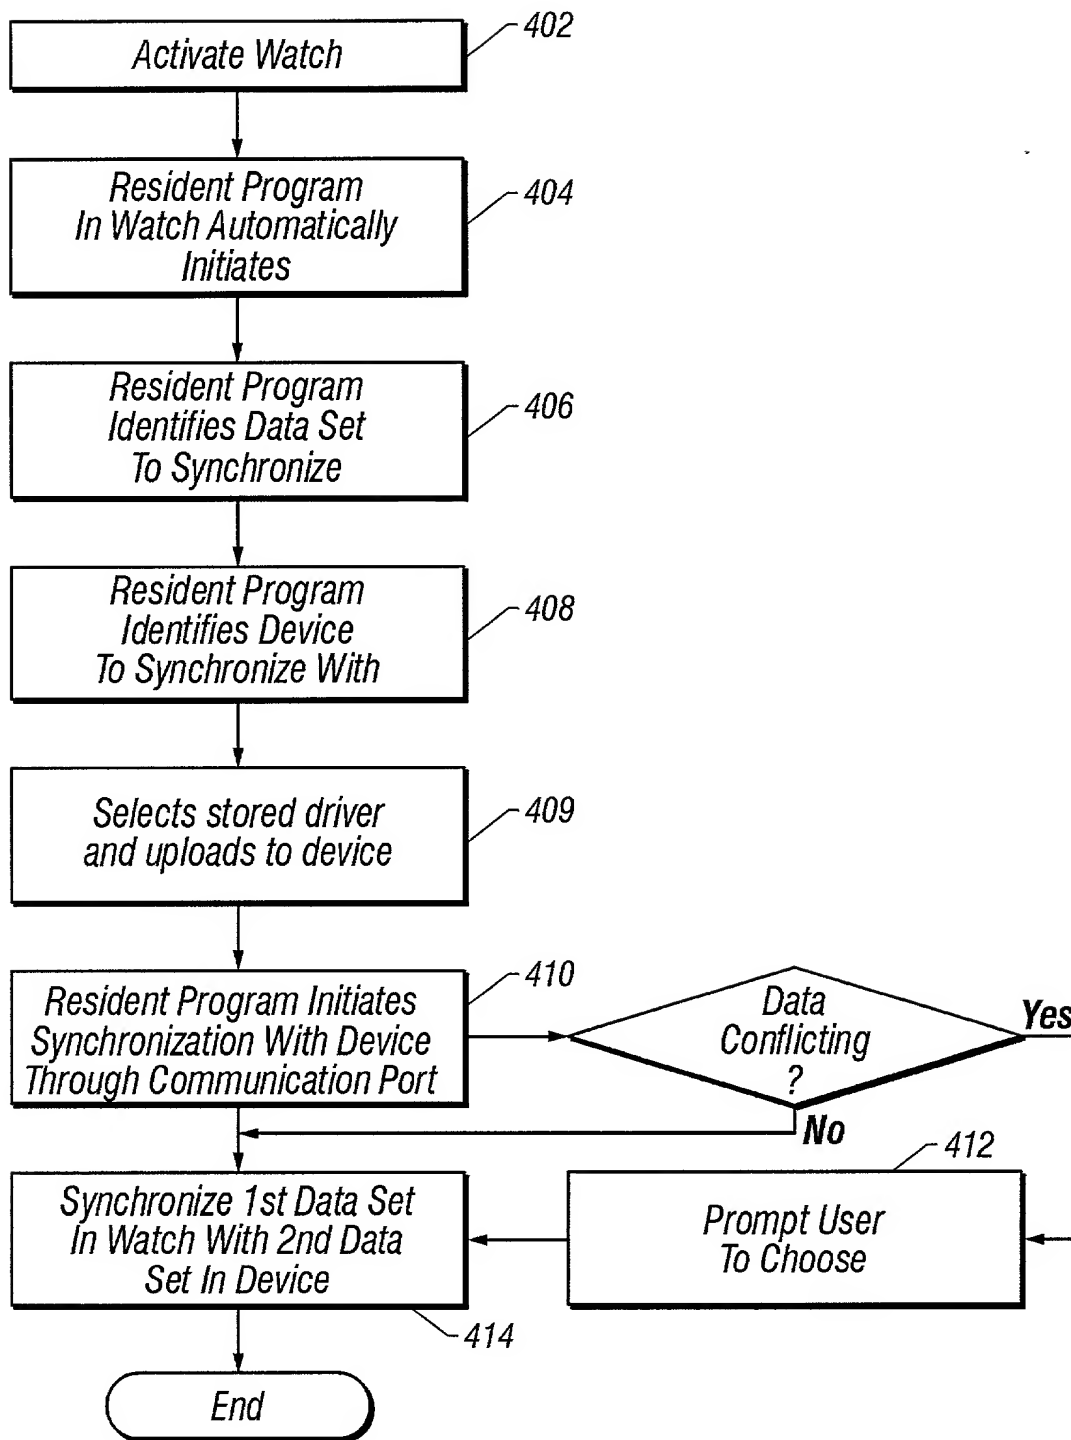 402
Activate Watch
404
Resident Program
In Watch Automatically
Initiates
406
Resident Program
Identifies Data Set
To Synchronize
408
Resident Program
Identifies Device
To Synchronize With
409
Selects stored driver
and uploads to device
410
Resident Program Initiates
Synchronization With Device
Through Communication Port
Data
Conflicting
?
Yes
No
412
Prompt User
To Choose
Synchronize 1st Data Set
In Watch With 2nd Data
Set In Device
414
End